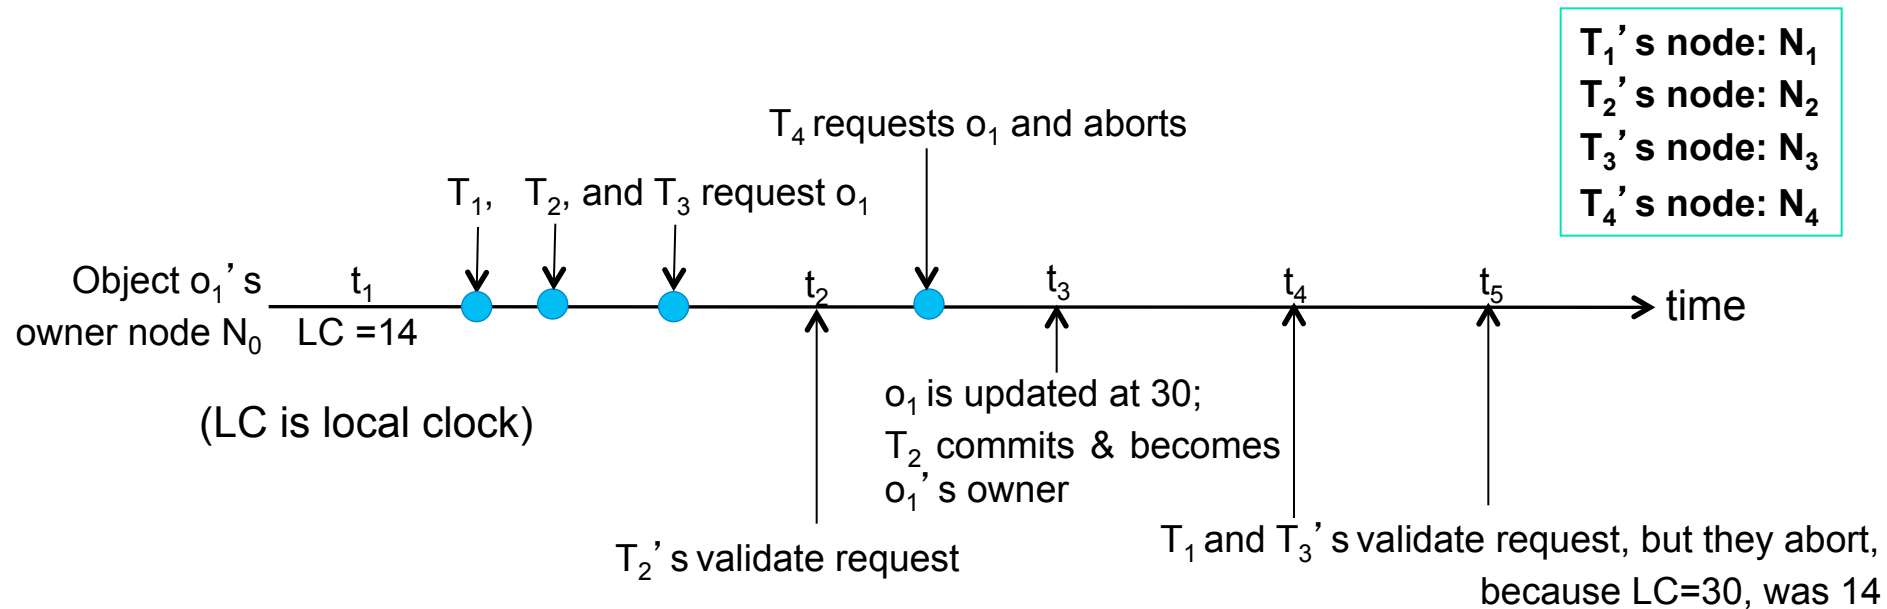 T₁’s node: N₁
T₂’s node: N₂
T₃’s node: N₃
T₄’s node: N₄
T₄ requests o₁ and aborts
T₁, T₂, and T₃ request o₁
Object o₁’s
owner node N₀
t₁
LC =14
t₂
t₃
t₄
t₅
time
(LC is local clock)
o₁ is updated at 30;
T₂ commits & becomes
o₁’s owner
T₂’s validate request
T₁ and T₃’s validate request, but they abort,
because LC=30, was 14